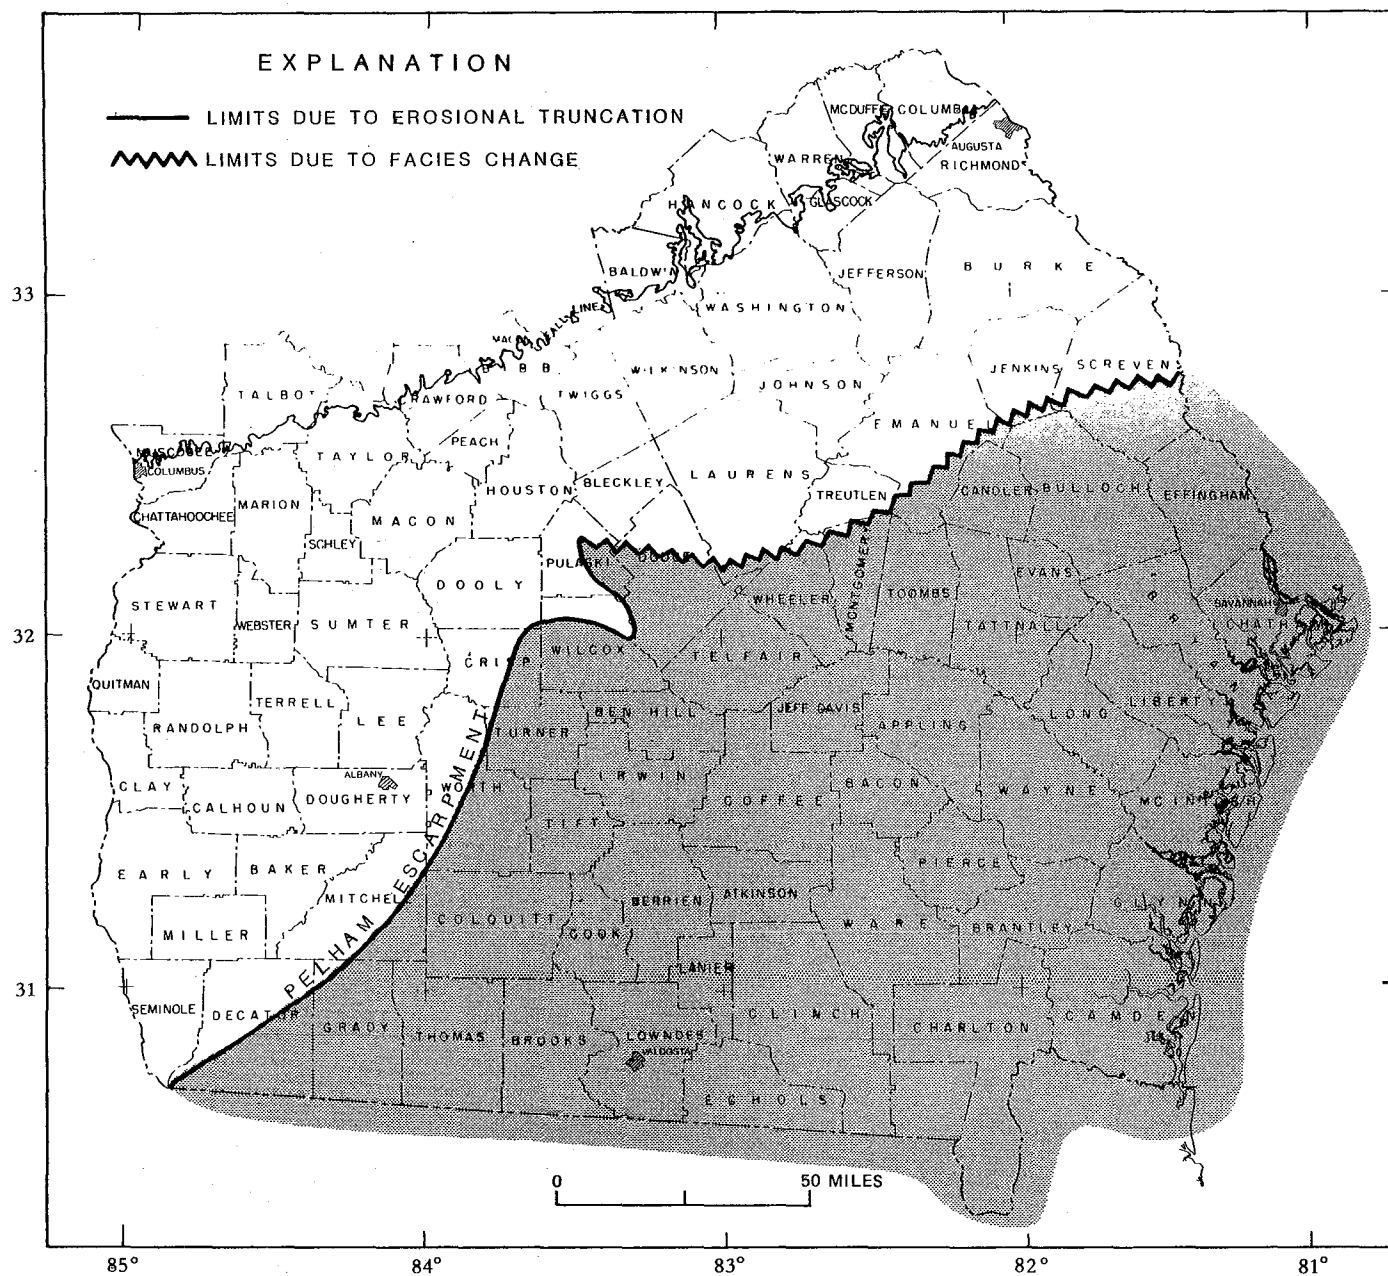 EXPLANATION
LIMITS DUE TO EROSIONAL TRUNCATION
LIMITS DUE TO FACIES CHANGE
MCDUFFIE COLUMBIA
AUGUSTA
RICHMOND
WARREN
GLASCOCK
HANCOCK
BALDWIN
JEFFERSON
BURKE
33
FALL LINE
WASHINGTON
MACON
BIBB
WILKINSON
JENKINS
SCREVEN
TALBOT
CRAWFORD
TWIGGS
JOHNSON
EMANUEL
PEACH
MUSCOGEE
COLUMBUS
TAYLOR
HOUSTON
BLECKLEY
LAURENS
TREUTLEN
CANDLER
BULLOCH
EFFINGHAM
CHATTAHOOCHEE
MARION
MACON
SCHLEY
PULASKI
DODGE
MONTGOMERY
DOOLY
EVANS
BRYAN
STEWART
WHEELER
TOOMBS
SAVANNAH
WEBSTER
SUMTER
TATTNALL
CHATHAM
32
CRISP
WILCOX
TELFAIR
QUITMAN
TERRELL
LEE
BEN HILL
JEFF DAVIS
APPLING
LONG
LIBERTY
RANDOLPH
TURNER
ALBANY
CLAY
CALHOUN
DOUGHERTY
WORTH
IRWIN
COFFEE
BACON
WAYNE
MCINTOSH
TIFT
EARLY
BAKER
MITCHELL
PELHAM ESCARPMENT
PIERCE
BERRIEN
ATKINSON
COLQUITT
COOK
WARE
BRANTLEY
GLYNN
MILLER
LANIER
31
SEMINOLE
DECATUR
GRADY
THOMAS
BROOKS
LOWNDES
VALDOSTA
CLINCH
CHARLTON
CAMDEN
ECHOLS
0 50 MILES
85° 84° 83° 82° 81°